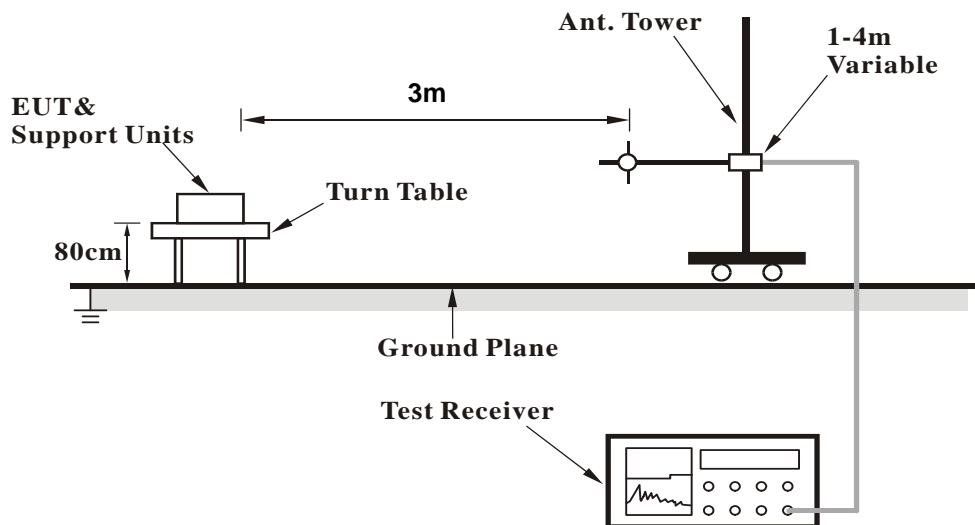 Ant. Tower
1-4m
Variable
3m
EUT&
Support Units
Turn Table
80cm
Ground Plane
Test Receiver